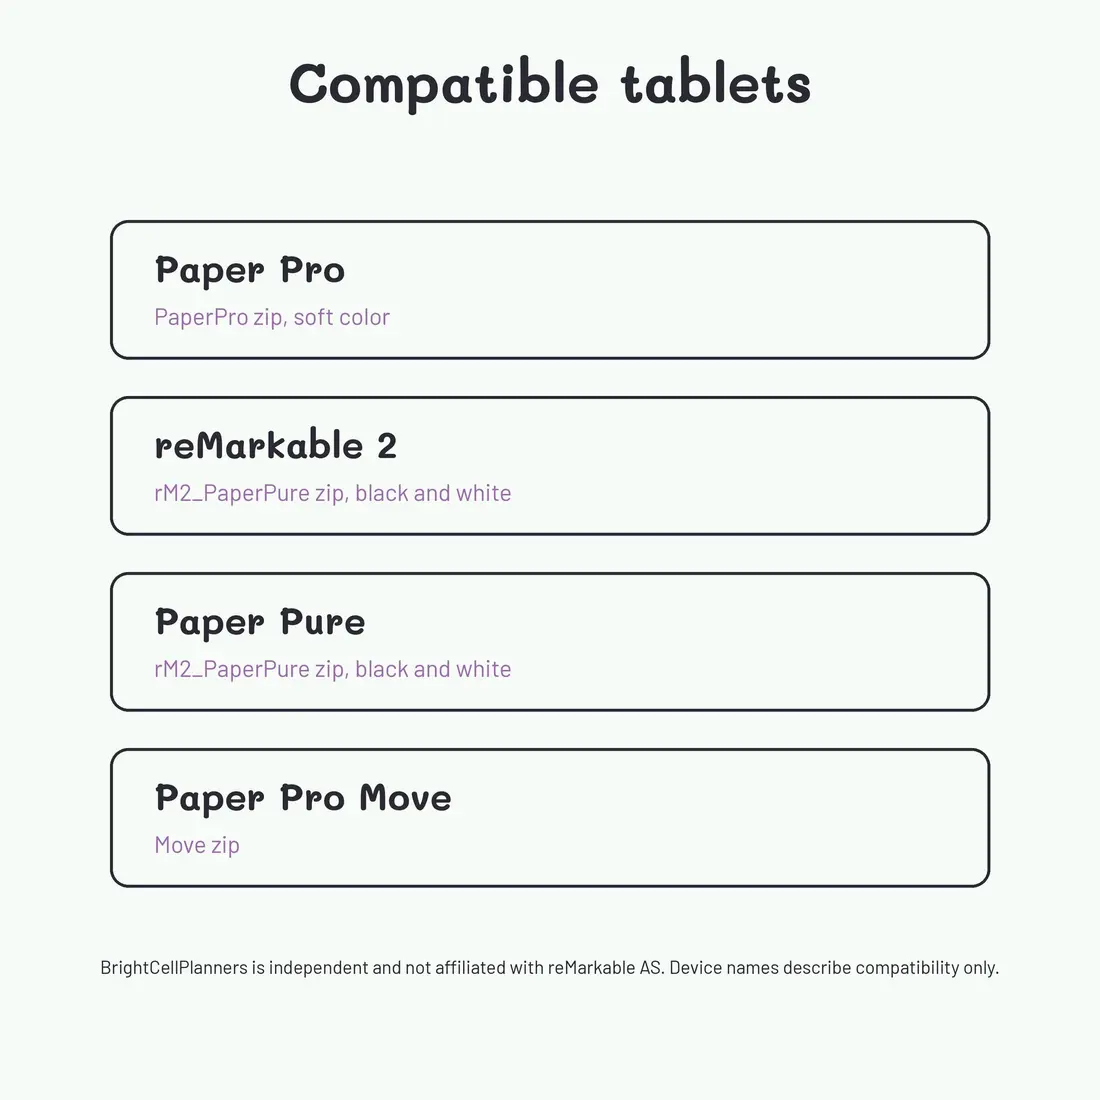 Compatible tablets
Paper Pro
PaperPro zip, soft color
reMarkable 2
rM2_PaperPure zip, black and white
Paper Pure
rM2_PaperPure zip, black and white
Paper Pro Move
Move zip
BrightCellPlanners is independent and not affiliated with reMarkable AS. Device names describe compatibility only.